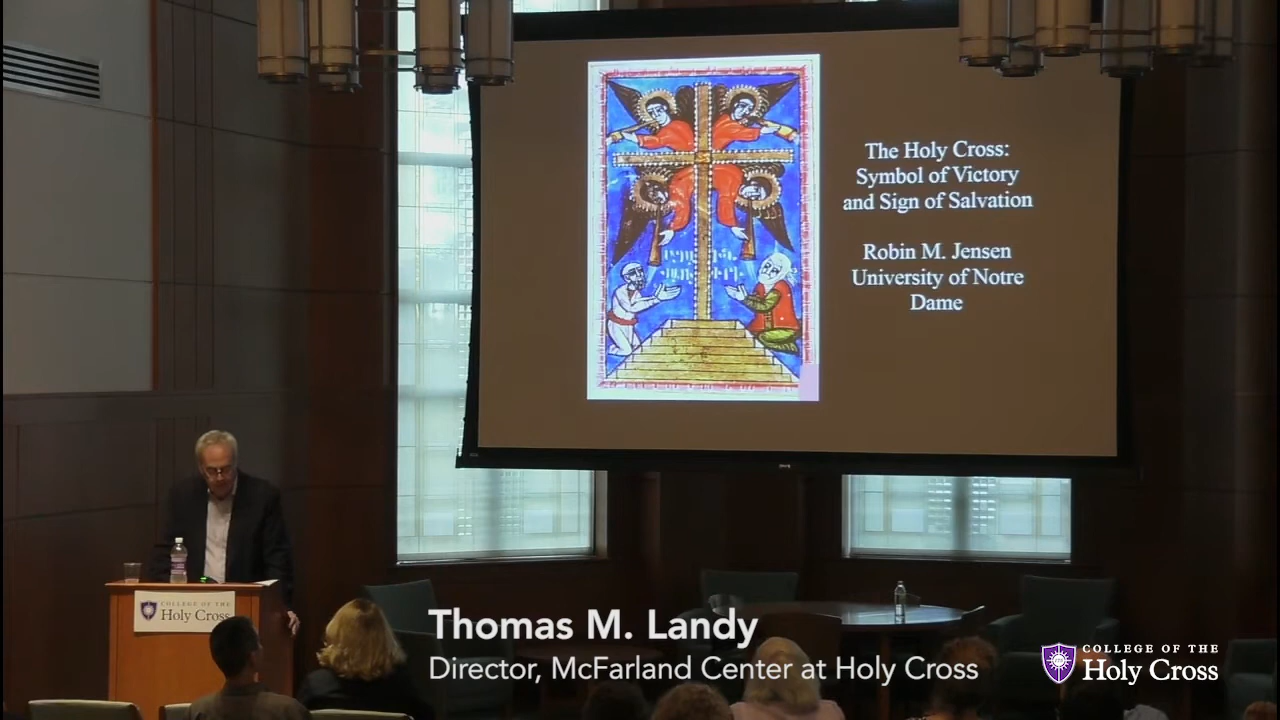 The Holy Cross:
Symbol of Victory
and Sign of Salvation
Robin M. Jensen
University of Notre
Dame
COLLEGE OF THE
Holy Cross
Thomas M. Landy
Director, McFarland Center at Holy Cross
COLLEGE OF THE
Holy Cross